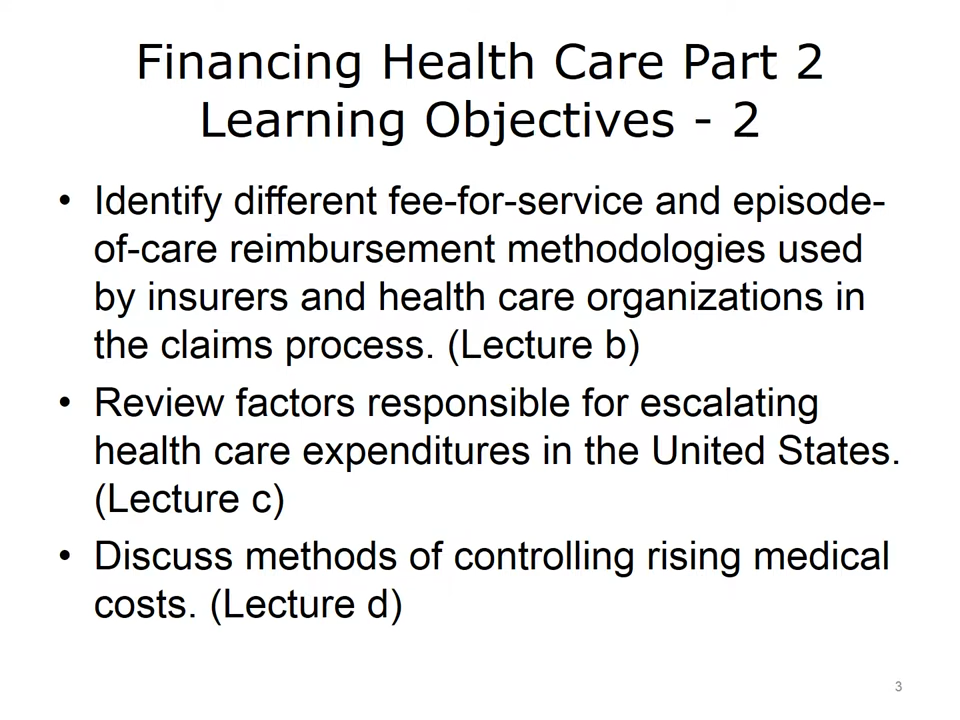 Financing Health Care Part 2
Learning Objectives - 2
• Identify different fee-for-service and episode-
of-care reimbursement methodologies used
by insurers and health care organizations in
the claims process. (Lecture b)
• Review factors responsible for escalating
health care expenditures in the United States.
(Lecture c)
• Discuss methods of controlling rising medical
costs. (Lecture d)
3